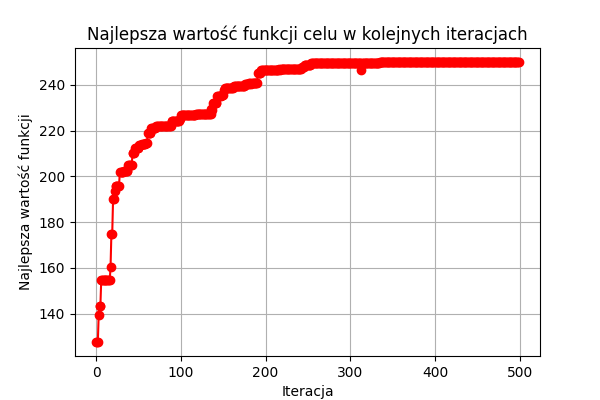 Najlepsza wartość funkcji celu w kolejnych iteracjach
Najlepsza wartość funkcji
240
220
200
180
160
140
0 100 200 300 400 500
Iteracja